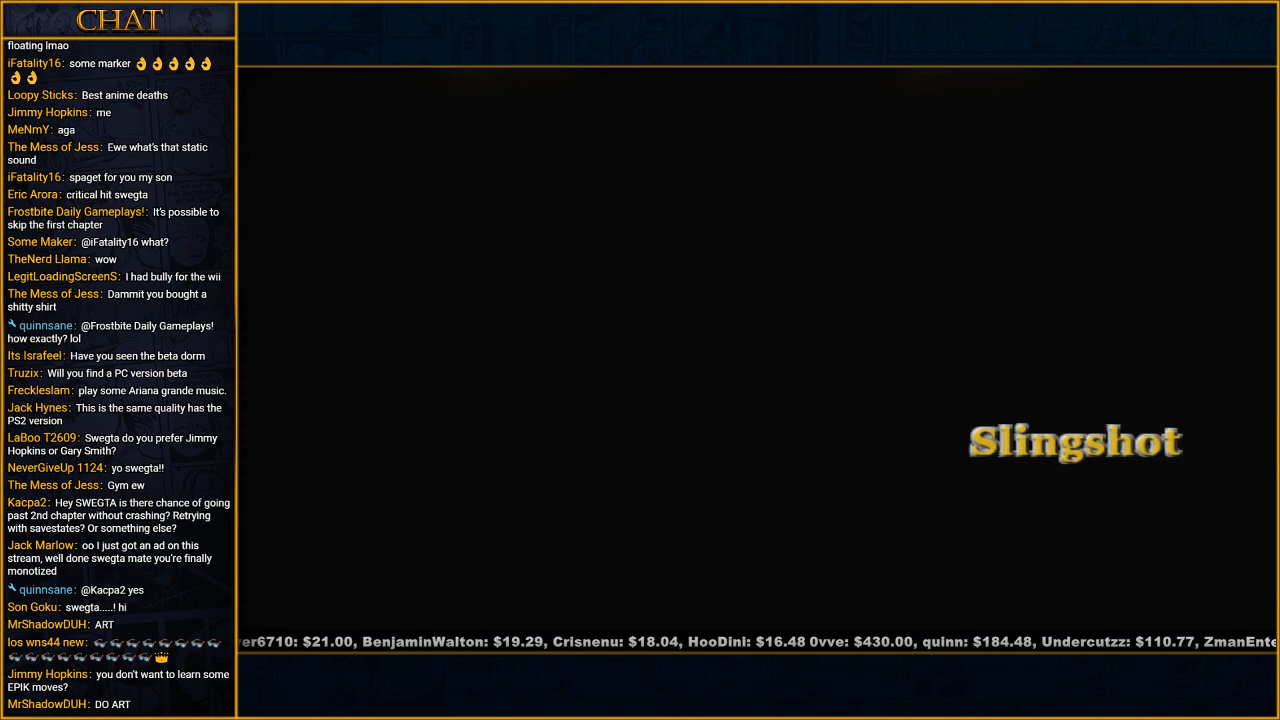 CHAT
floating lmao
iFatality16: some marker 👌👌👌👌👌
👌👌
Loopy Sticks: Best anime deaths
Jimmy Hopkins: me
MeNmY: aga
The Mess of Jess: Ewe what's that static
sound
iFatality16: spaget for you my son
Eric Arora: critical hit swegta
Frostbite Daily Gameplays!: It's possible to
skip the first chapter
Some Maker: @iFatality16 what?
TheNerd Llama: wow
LegitLoadingScreenS: I had bully for the wii
The Mess of Jess: Dammit you bought a
shitty shirt
quinnsane: @Frostbite Daily Gameplays!
how exactly? lol
Its Israfeel: Have you seen the beta dorm
Truzix: Will you find a PC version beta
Freckleslam: play some Ariana grande music.
Jack Hynes: This is the same quality has the
PS2 version
LaBoo T2609: Swegta do you prefer Jimmy
Hopkins or Gary Smith?
NeverGiveUp 1124: yo swegta!!
The Mess of Jess: Gym ew
Kacpa2: Hey SWEGTA is there chance of going
past 2nd chapter without crashing? Retrying
with savestates? Or something else?
Jack Marlow: oo I just got an ad on this
stream, well done swegta mate you're finally
monotized
quinnsane: @Kacpa2 yes
Son Goku: swegta.....! hi
MrShadowDUH: ART
los wns44 new:
Jimmy Hopkins: you don't want to learn some
EPIK moves?
MrShadowDUH: DO ART
Slingshot
ver6710: $21.00, BenjaminWalton: $19.29, Crisnenu: $18.04, HooDini: $16.48 0vve: $430.00, quinn: $184.48, Undercutzz: $110.77, ZmanEnte